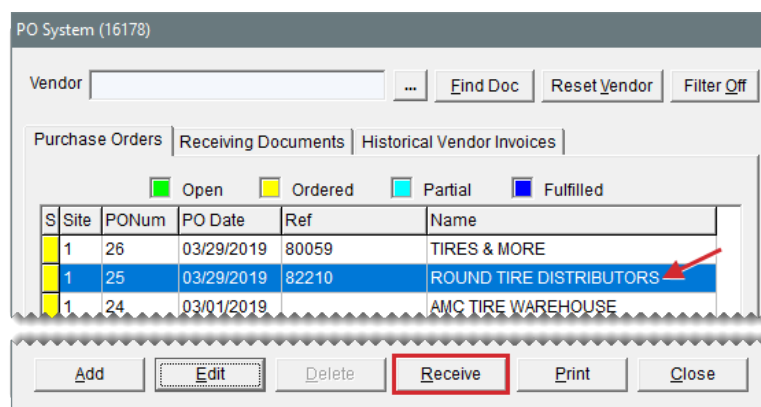 PO System (16178)
Vendor ... Find Doc Reset Vendor Filter Off
Purchase Orders Receiving Documents Historical Vendor Invoices
Open Ordered Partial Fulfilled
S Site PONum PO Date Ref Name
1 26 03/29/2019 80059 TIRES & MORE
1 25 03/29/2019 82210 ROUND TIRE DISTRIBUTORS
1 24 03/01/2019 AMC TIRE WAREHOUSE
Add Edit Delete Receive Print Close